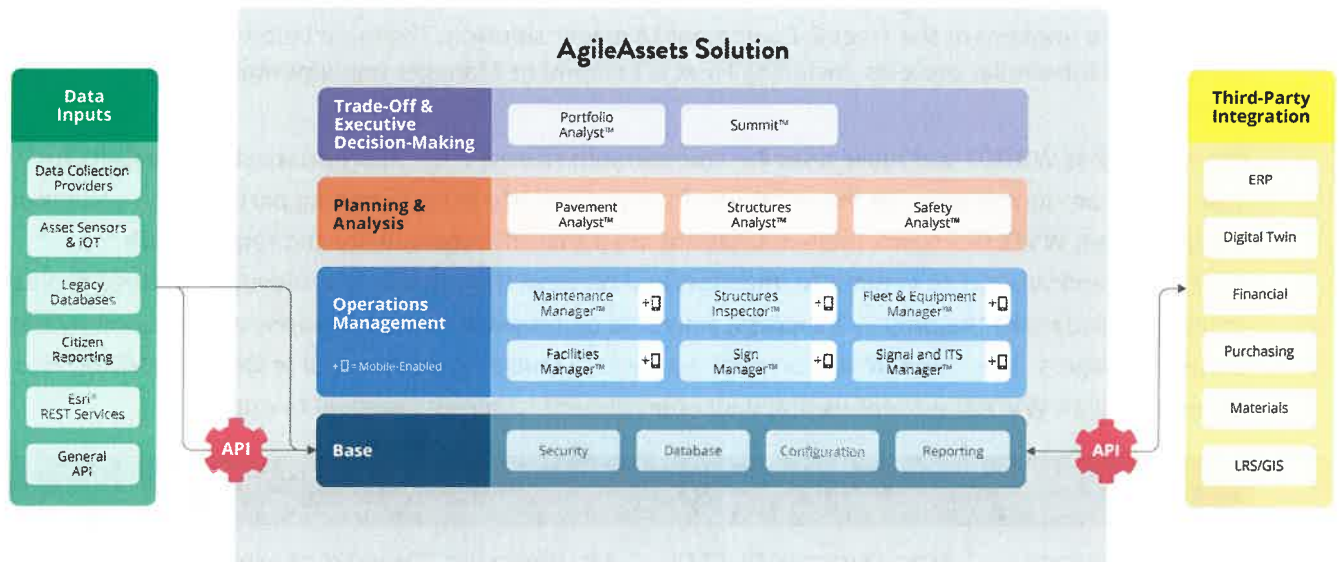 AgileAssets Solution
Data
Inputs
Data Collection
Providers
Asset Sensors
& iOT
Legacy
Databases
Citizen
Reporting
Esri®
REST Services
General
API
API
Trade-Off &
Executive
Decision-Making
Portfolio
Analyst™
Summit™
Planning &
Analysis
Pavement
Analyst™
Structures
Analyst™
Safety
Analyst™
Operations
Management
+ = Mobile-Enabled
Maintenance
Manager™
+
Structures
Inspector™
+
Fleet & Equipment
Manager™
+
Facilities
Manager™
+
Sign
Manager™
+
Signal and ITS
Manager™
+
Base
Security
Database
Configuration
Reporting
API
Third-Party
Integration
ERP
Digital Twin
Financial
Purchasing
Materials
LRS/GIS